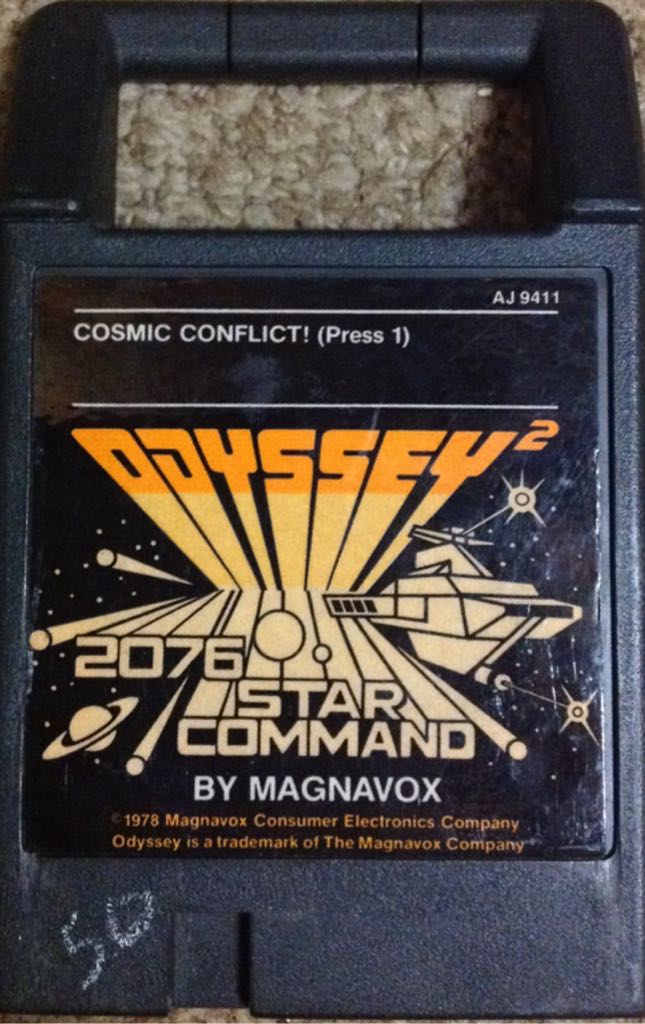 AJ 9411
COSMIC CONFLICT! (Press 1)
ODYSSEY²
2076
STAR
COMMAND
BY MAGNAVOX
©1978 Magnavox Consumer Electronics Company
Odyssey is a trademark of The Magnavox Company